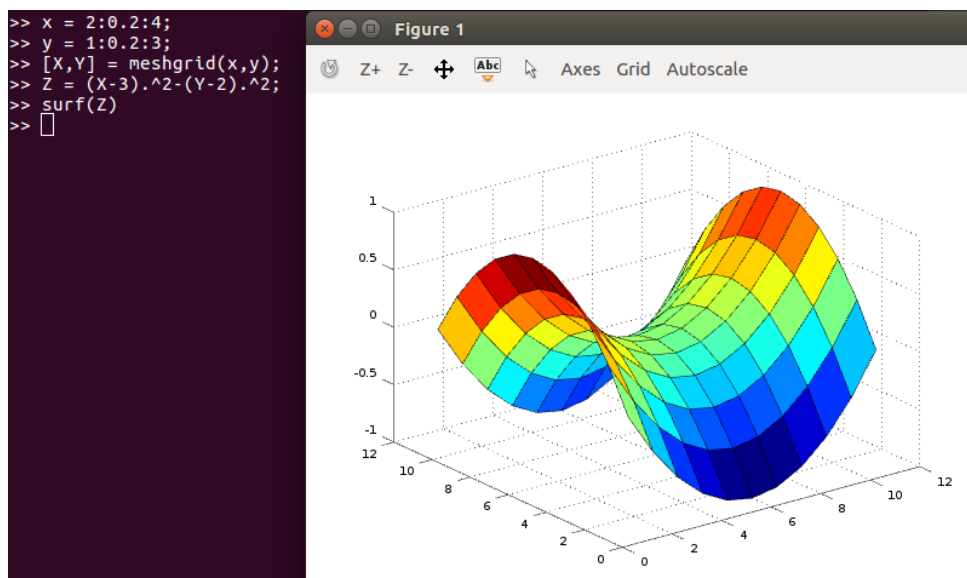 >> x = 2:0.2:4;
>> y = 1:0.2:3;
>> [X,Y] = meshgrid(x,y);
>> Z = (X-3).^2-(Y-2).^2;
>> surf(Z)
>>
Figure 1
Z+ Z- Abc Axes Grid Autoscale
1
0.5
0
-0.5
-1
12
10
8
6
4
2
0
0
2
4
6
8
10
12